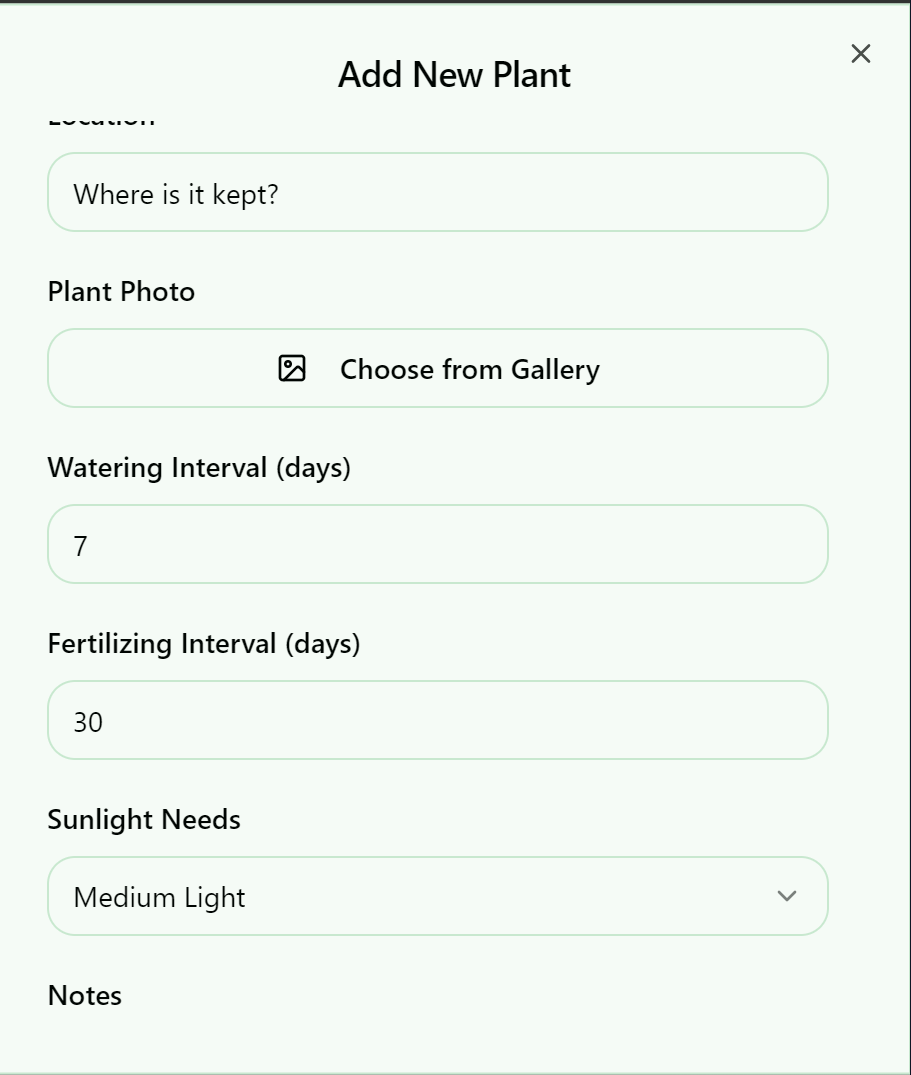 Add New Plant
Location
Where is it kept?
Plant Photo
Choose from Gallery
Watering Interval (days)
7
Fertilizing Interval (days)
30
Sunlight Needs
Medium Light
Notes